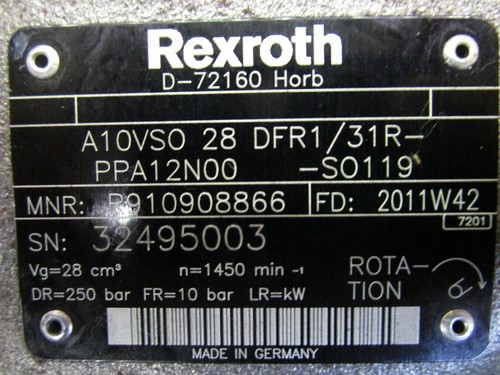 Rexroth
D-72160 Horb
A10VSO 28 DFR1/31R-
PPA12N00 -SO119
MNR: R910908866 FD: 2011W42
7201
SN: 32495003
Vg=28 cm³ n=1450 min -1
DR=250 bar FR=10 bar LR=kW
ROTA-
TION
MADE IN GERMANY